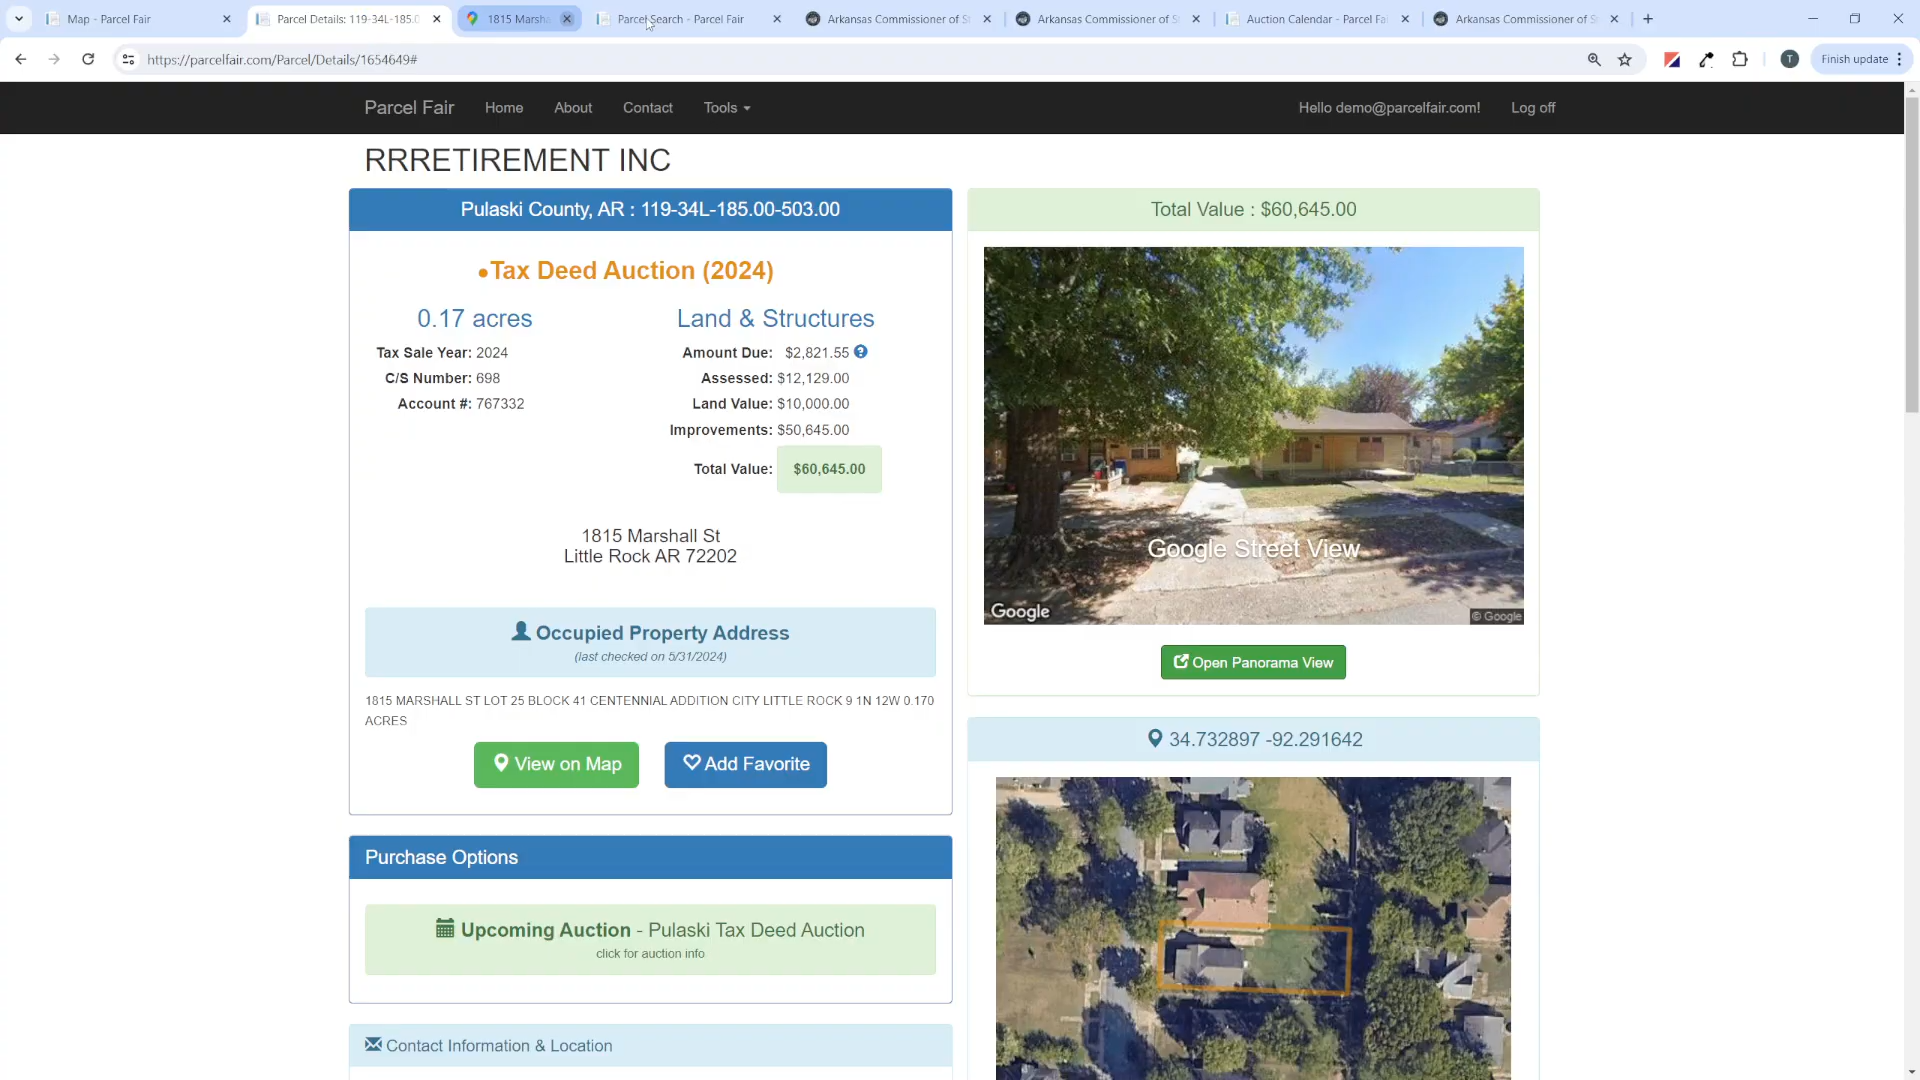 Map - Parcel Fair
Parcel Details: 119-34L-185.0
1815 Marsha
Parcel Search - Parcel Fair
Arkansas Commissioner of St
Arkansas Commissioner of St
Auction Calendar - Parcel Fai
Arkansas Commissioner of St
https://parcelfair.com/Parcel/Details/1654649#
T
Finish update
Parcel Fair
Home
About
Contact
Tools
Hello demo@parcelfair.com!
Log off
RRRETIREMENT INC
Pulaski County, AR : 119-34L-185.00-503.00
Tax Deed Auction (2024)
0.17 acres
Tax Sale Year: 2024
C/S Number: 698
Account #: 767332
Land & Structures
Amount Due: $2,821.55
Assessed: $12,129.00
Land Value: $10,000.00
Improvements: $50,645.00
Total Value: $60,645.00
1815 Marshall St
Little Rock AR 72202
Occupied Property Address
(last checked on 5/31/2024)
1815 MARSHALL ST LOT 25 BLOCK 41 CENTENNIAL ADDITION CITY LITTLE ROCK 9 1N 12W 0.170
ACRES
View on Map
Add Favorite
Purchase Options
Upcoming Auction - Pulaski Tax Deed Auction
click for auction info
Contact Information & Location
Total Value : $60,645.00
Google Street View
Google
© Google
Open Panorama View
34.732897 -92.291642